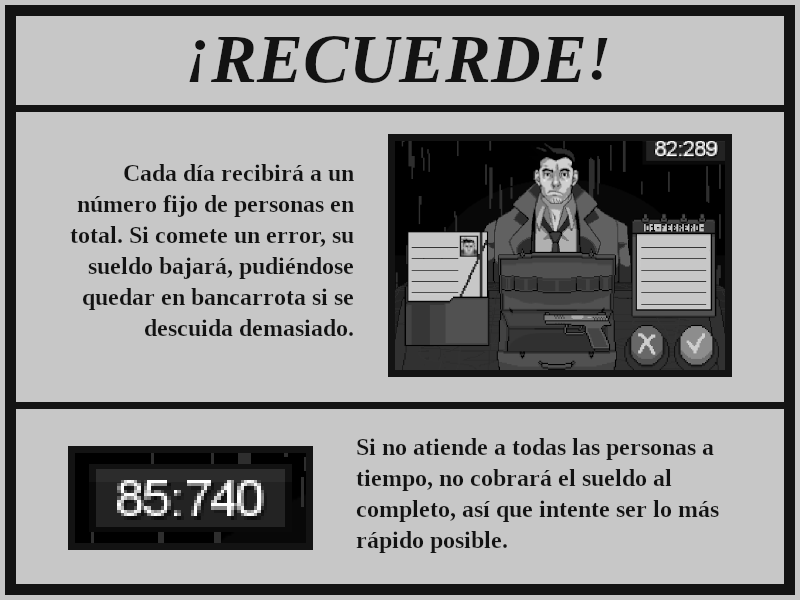 ¡RECUERDE!
Cada día recibirá a un
número fijo de personas en
total. Si comete un error, su
sueldo bajará, pudiéndose
quedar en bancarrota si se
descuida demasiado.
82:289
01-FEBRERO-
85:740
Si no atiende a todas las personas a
tiempo, no cobrará el sueldo al
completo, así que intente ser lo más
rápido posible.